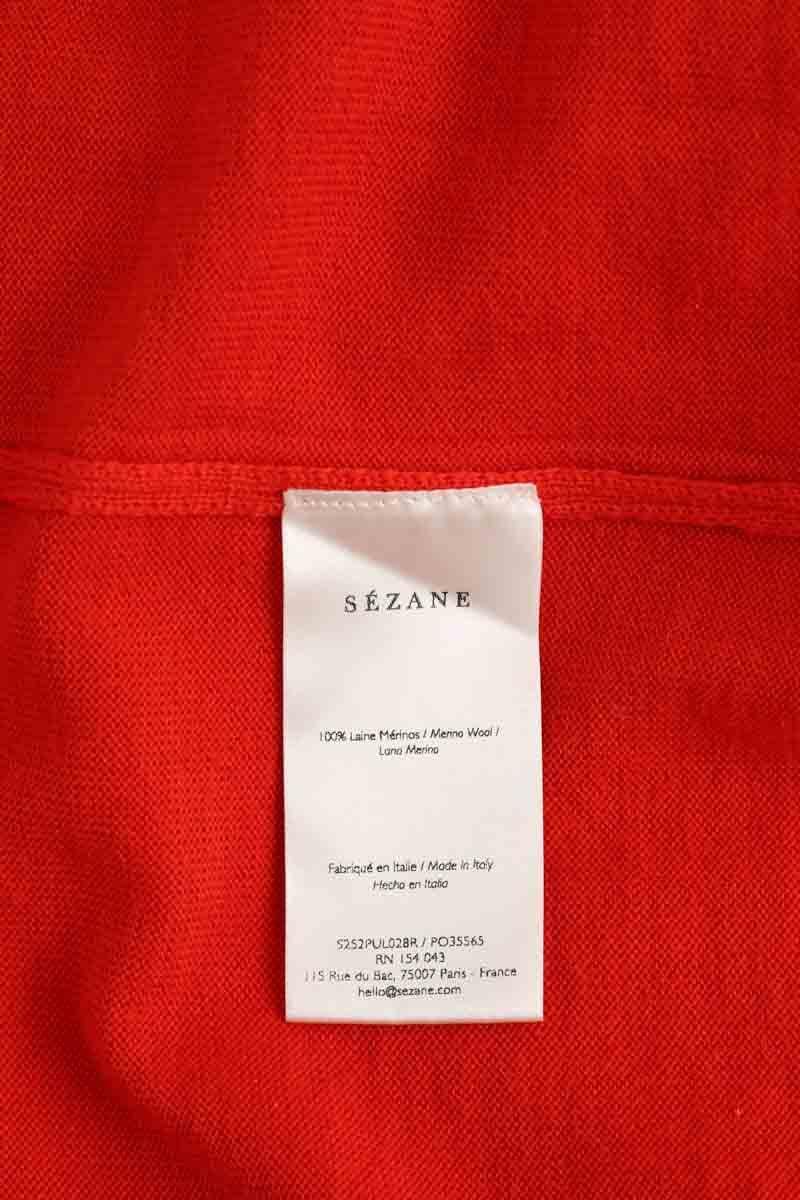 SÉZANE
100% Laine Mérinos / Merino Wool /
Lana Merino
Fabriqué en Italie / Made in Italy
Hecho en Italia
S252PUL028R / PO35565
RN 154 043
115 Rue du Bac, 75007 Paris - France
hello@sezane.com